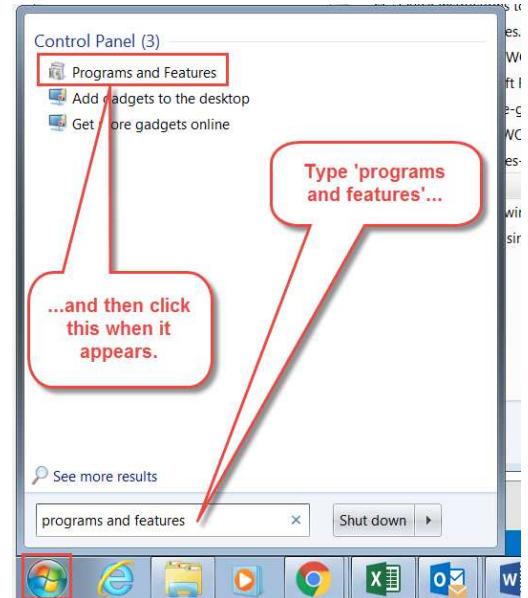 Control Panel (3)
Programs and Features
Add gadgets to the desktop
Get more gadgets online
Type 'programs
and features'...
...and then click
this when it
appears.
See more results
programs and features
Shut down